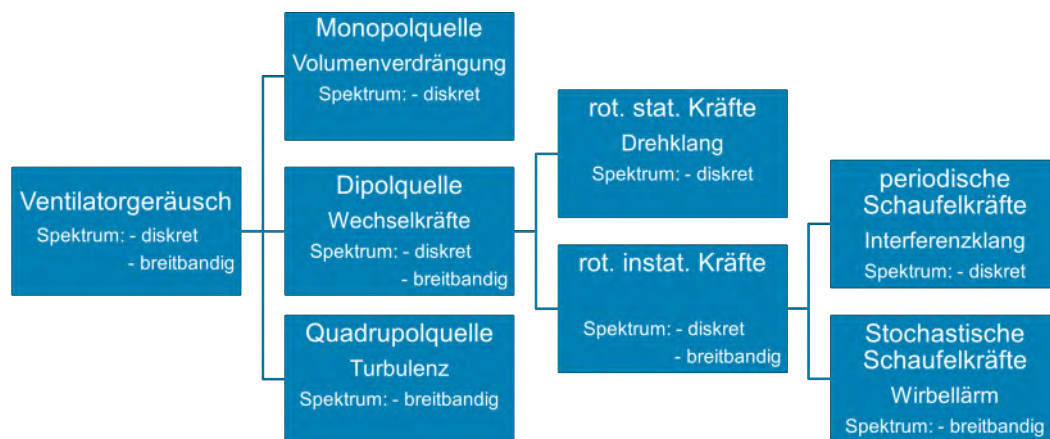 Ventilatorgeräusch
Spektrum: - diskret
- breitbandig
Monopolquelle
Volumenverdrängung
Spektrum: - diskret
Dipolquelle
Wechselkräfte
Spektrum: - diskret
- breitbandig
Quadrupolquelle
Turbulenz
Spektrum: - breitbandig
rot. stat. Kräfte
Drehklang
Spektrum: - diskret
rot. instat. Kräfte
Spektrum: - diskret
- breitbandig
periodische
Schaufelkräfte
Interferenzklang
Spektrum: - diskret
Stochastische
Schaufelkräfte
Wirbellärm
Spektrum: - breitbandig